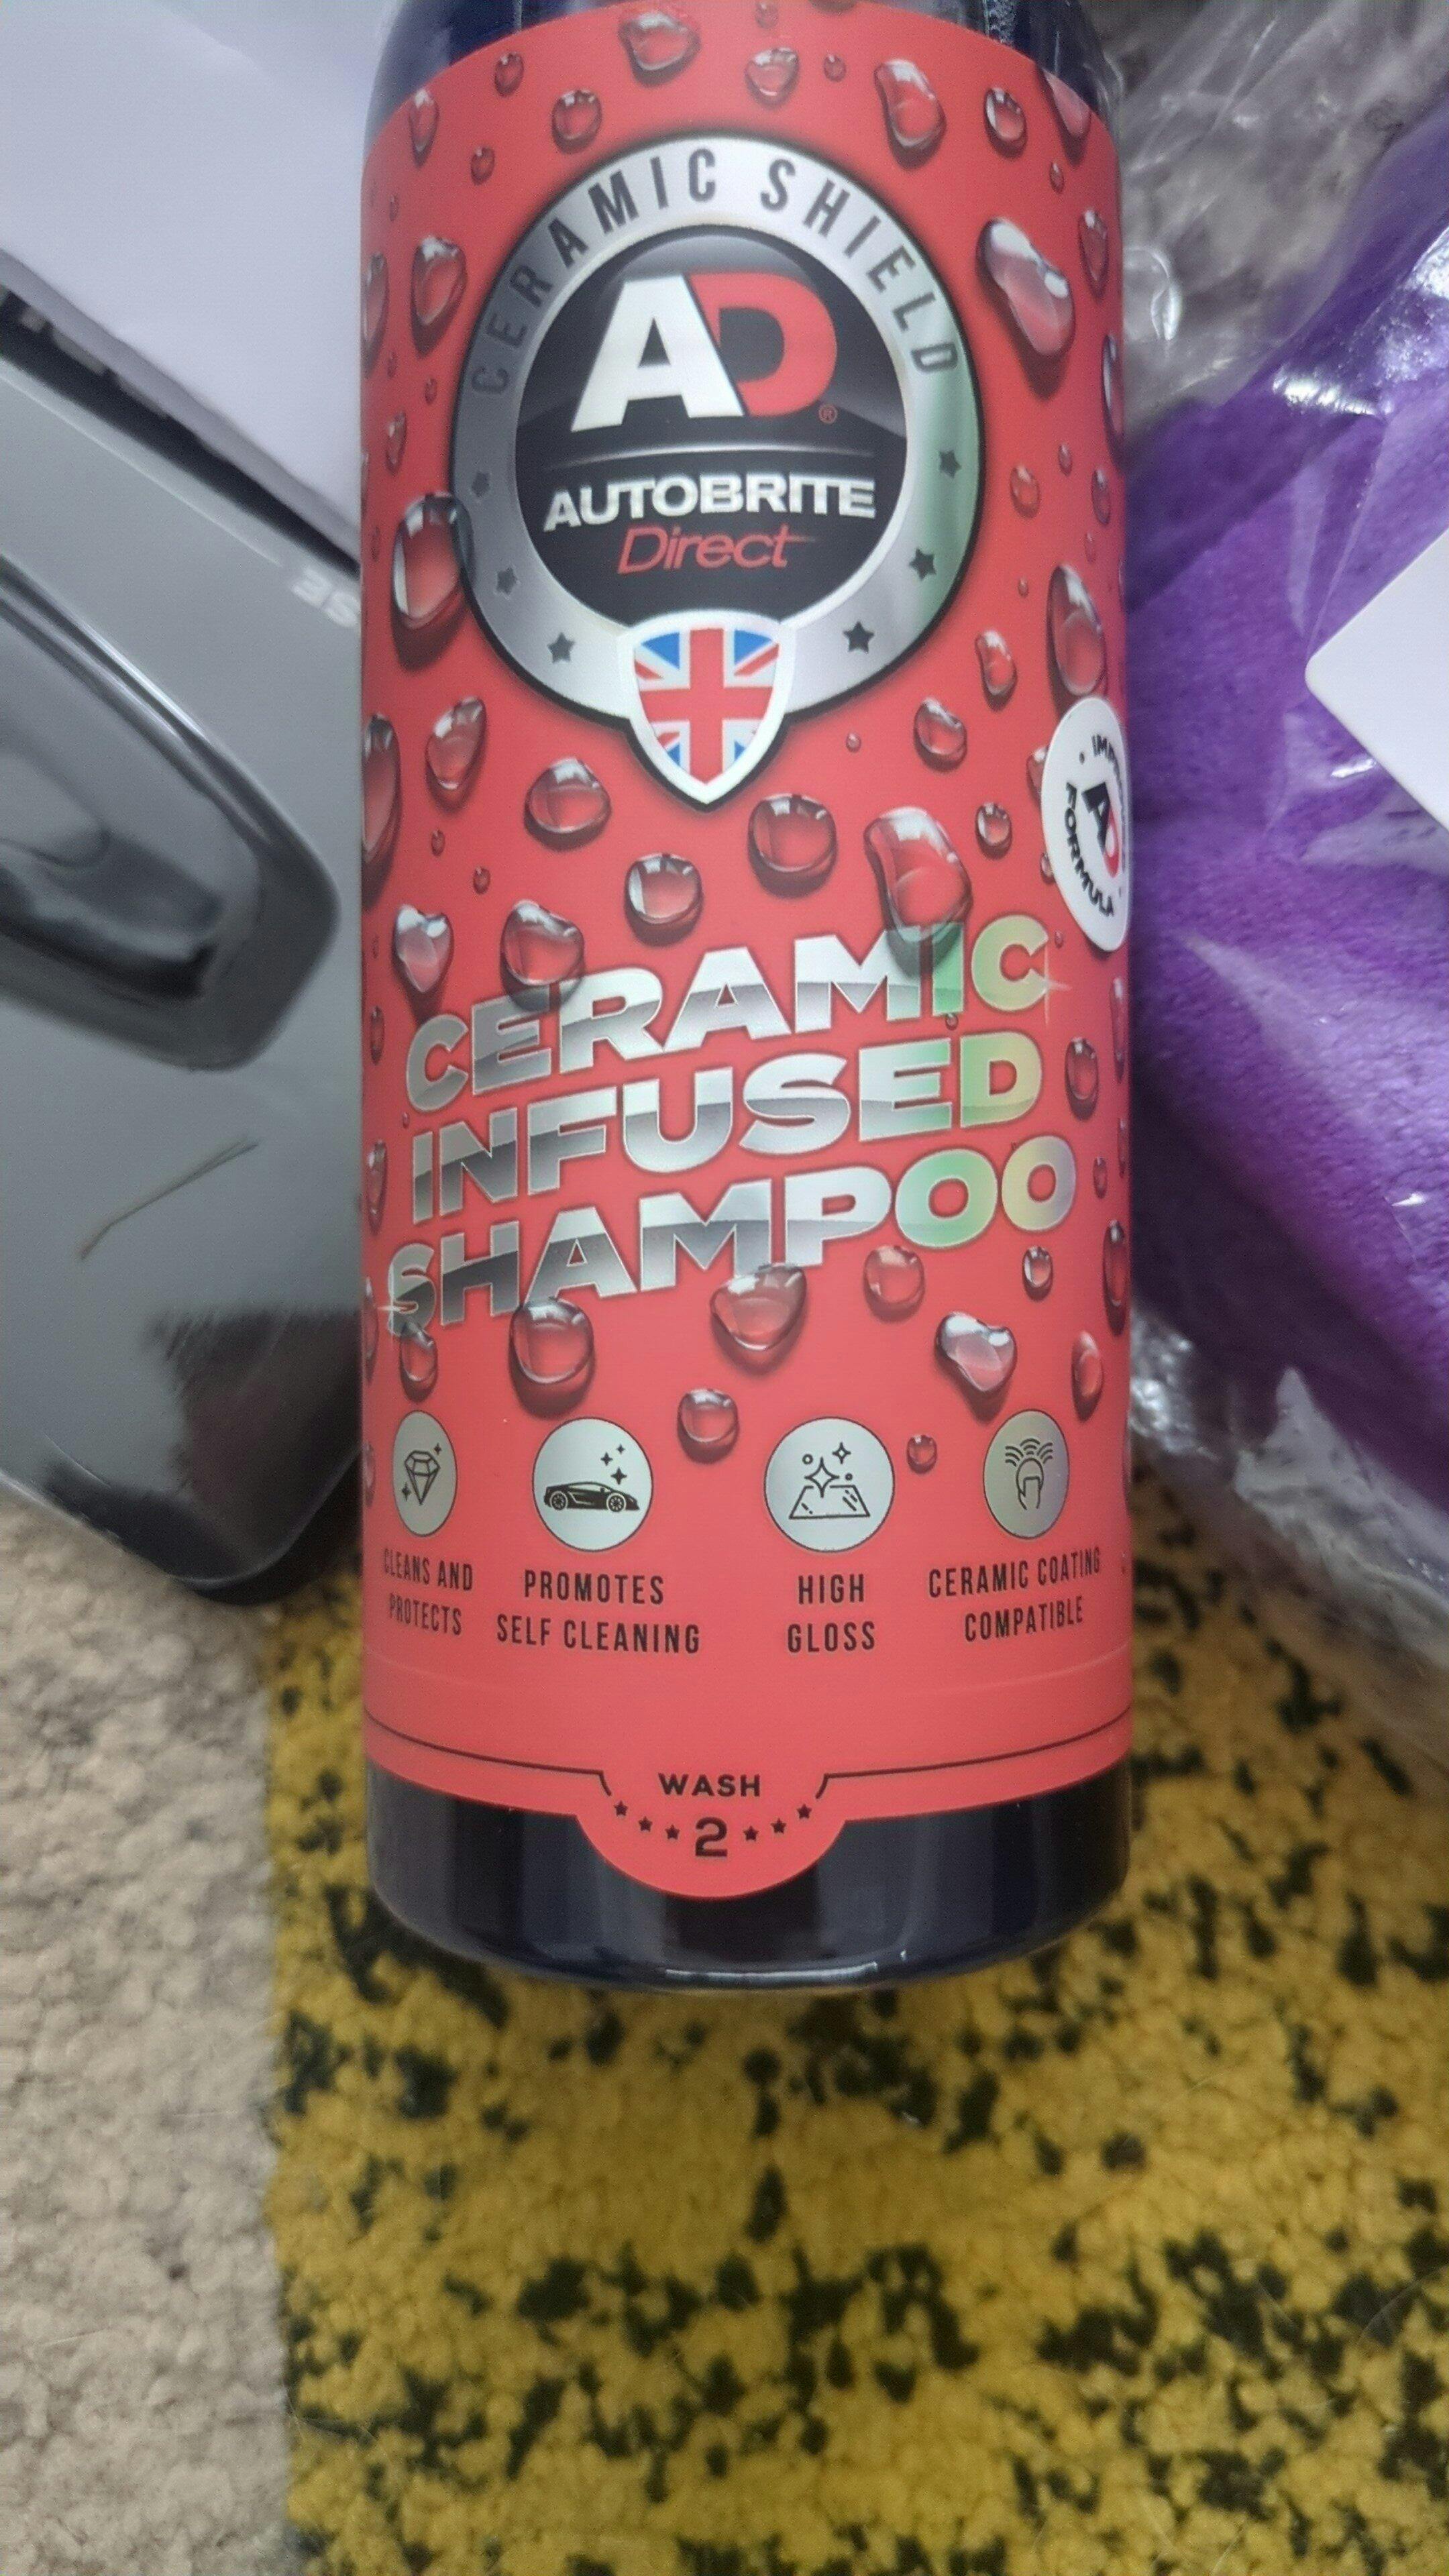 CERAMIC SHIELD
AD®
AUTOBRITE
Direct
FORMULA
CERAMIC
INFUSED
SHAMPOO
CLEANS AND
PROTECTS
PROMOTES
SELF CLEANING
HIGH
GLOSS
CERAMIC COATING
COMPATIBLE
WASH
2